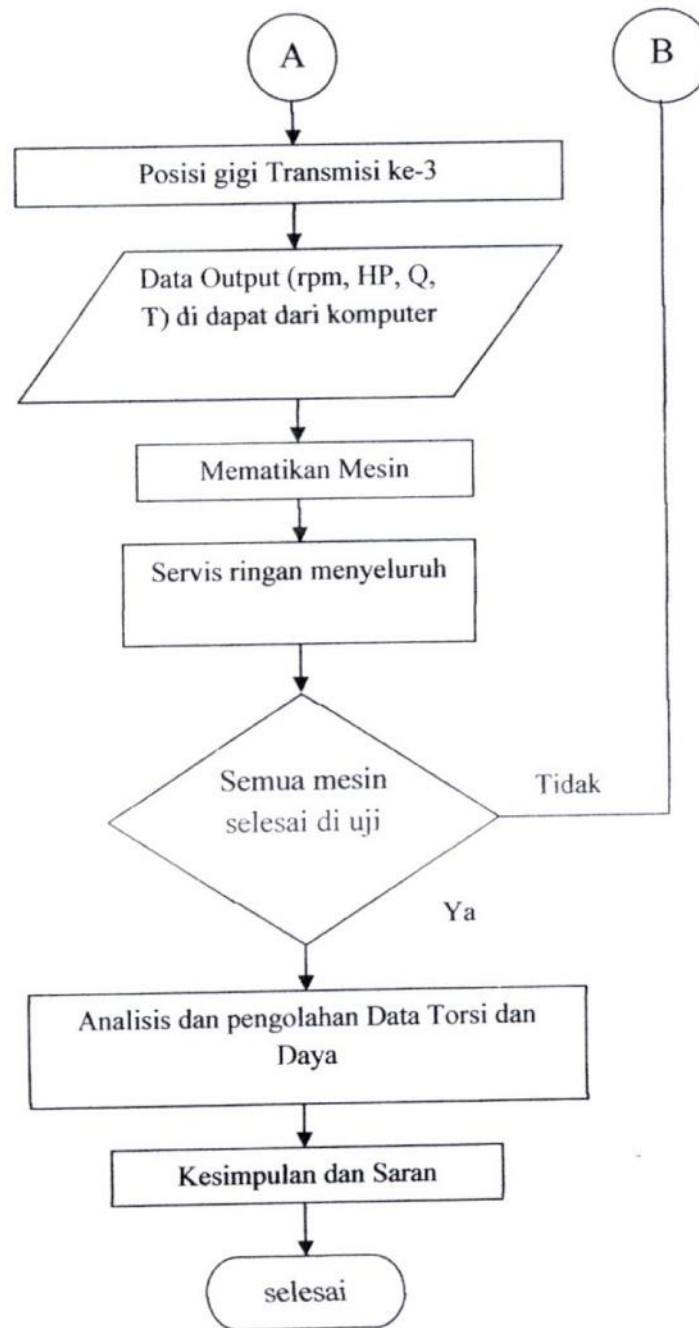 A
B
Posisi gigi Transmisi ke-3
Data Output (rpm, HP, Q,
T) di dapat dari komputer
Mematikan Mesin
Servis ringan menyeluruh
Semua mesin
selesai di uji
Tidak
Ya
Analisis dan pengolahan Data Torsi dan
Daya
Kesimpulan dan Saran
selesai